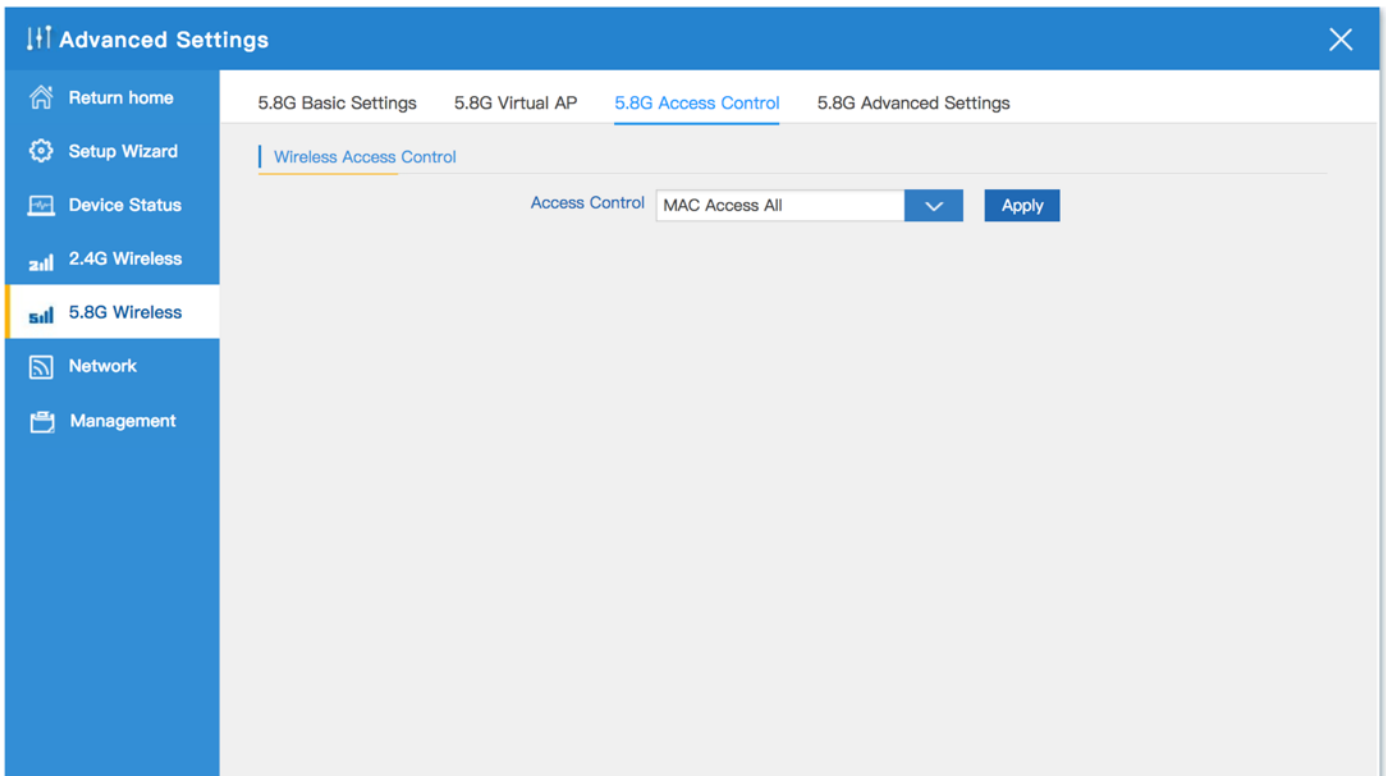 Advanced Settings
Return home
Setup Wizard
Device Status
2.4G Wireless
5.8G Wireless
Network
Management
5.8G Basic Settings 5.8G Virtual AP 5.8G Access Control 5.8G Advanced Settings
Wireless Access Control
Access Control MAC Access All Apply